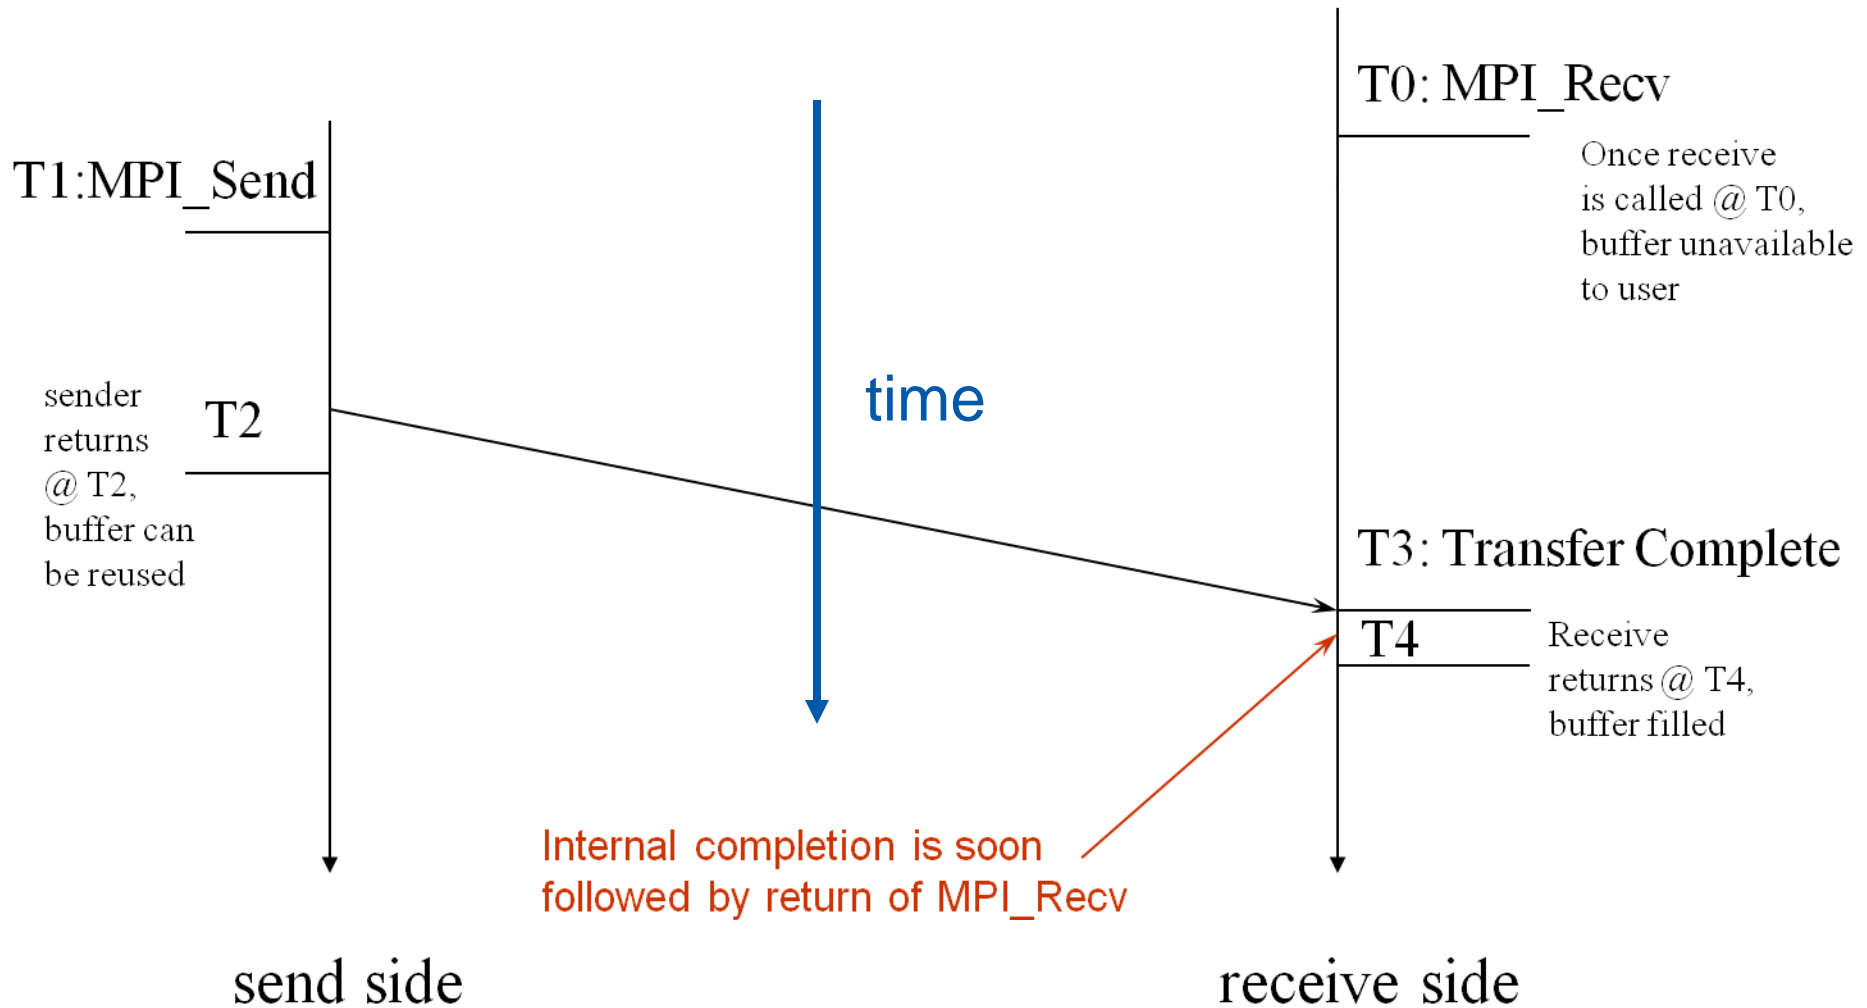 T0: MPI_Recv
Once receive
is called @ T0,
buffer unavailable
to user
T1:MPI_Send
time
sender
returns
@ T2,
buffer can
be reused
T2
T3: Transfer Complete
T4
Receive
returns @ T4,
buffer filled
Internal completion is soon
followed by return of MPI_Recv
send side
receive side